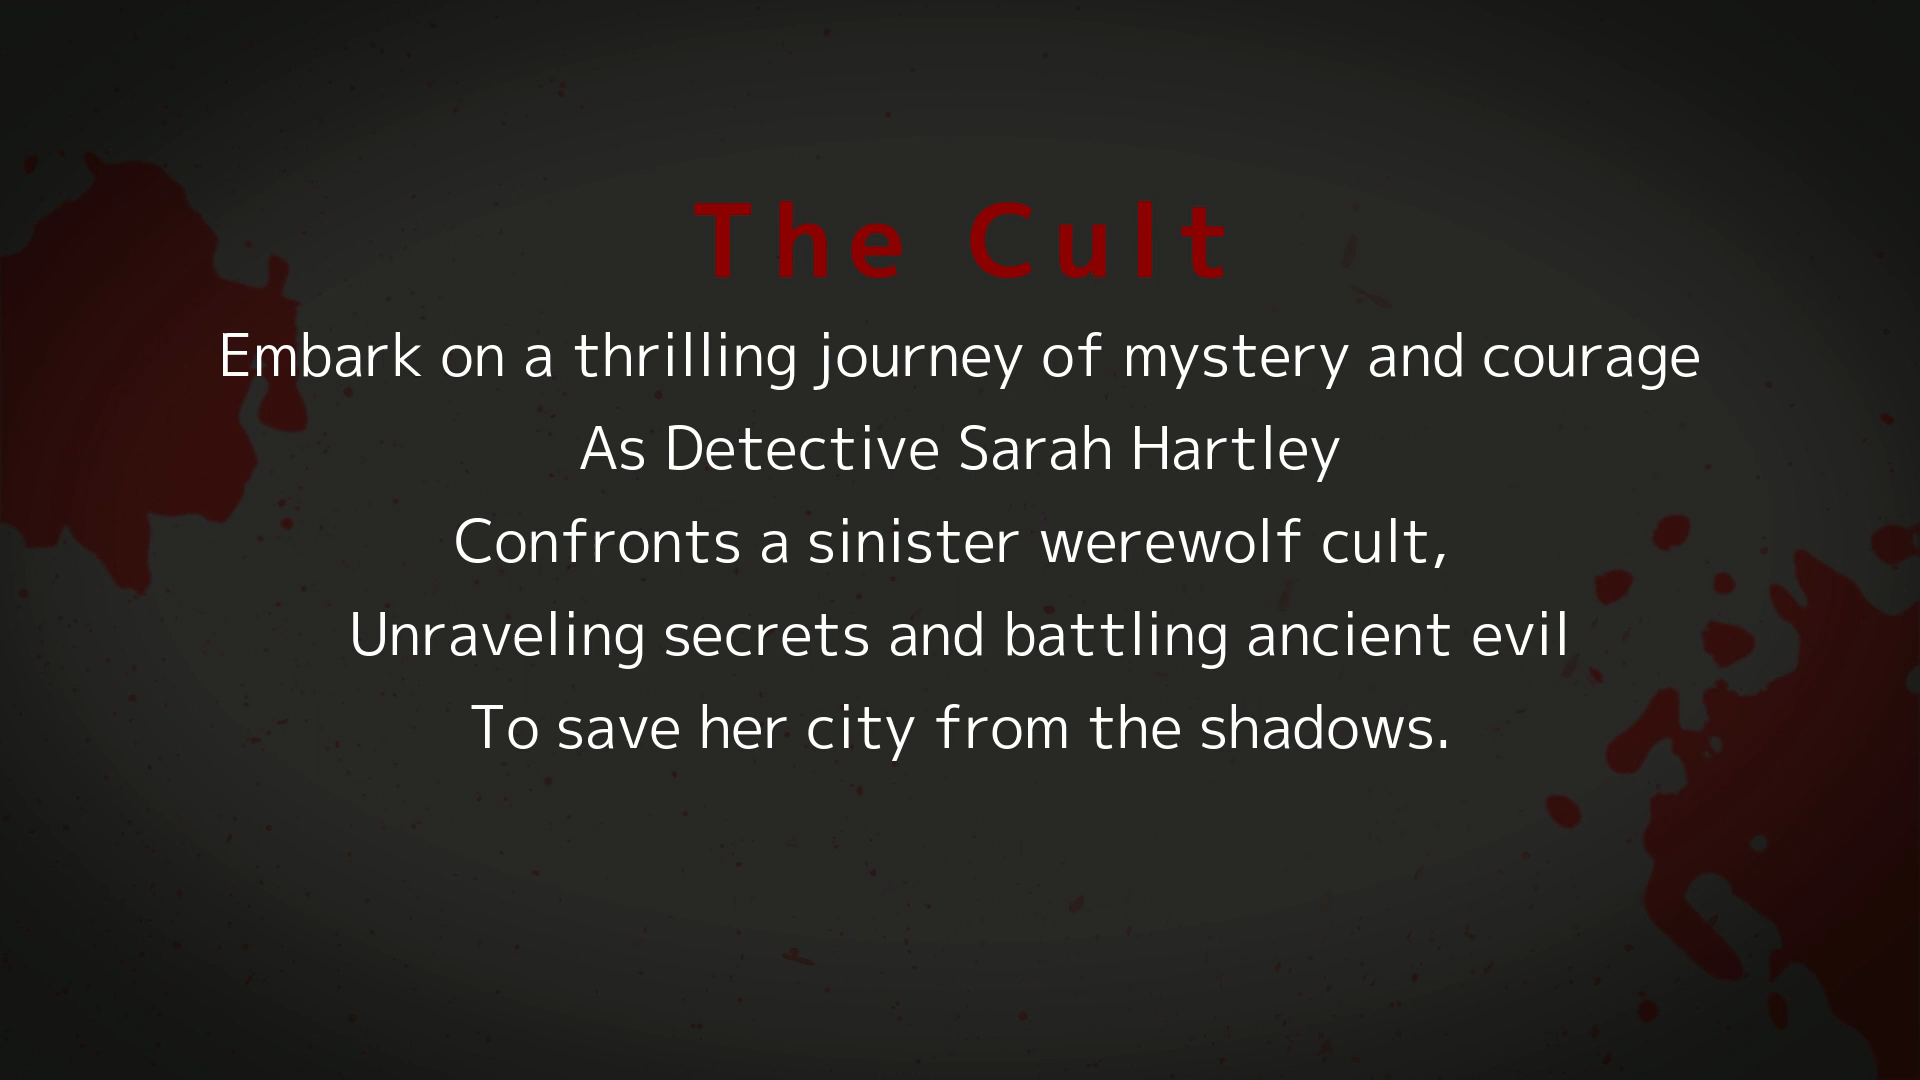 The Cult
Embark on a thrilling journey of mystery and courage
As Detective Sarah Hartley
Confronts a sinister werewolf cult,
Unraveling secrets and battling ancient evil
To save her city from the shadows.